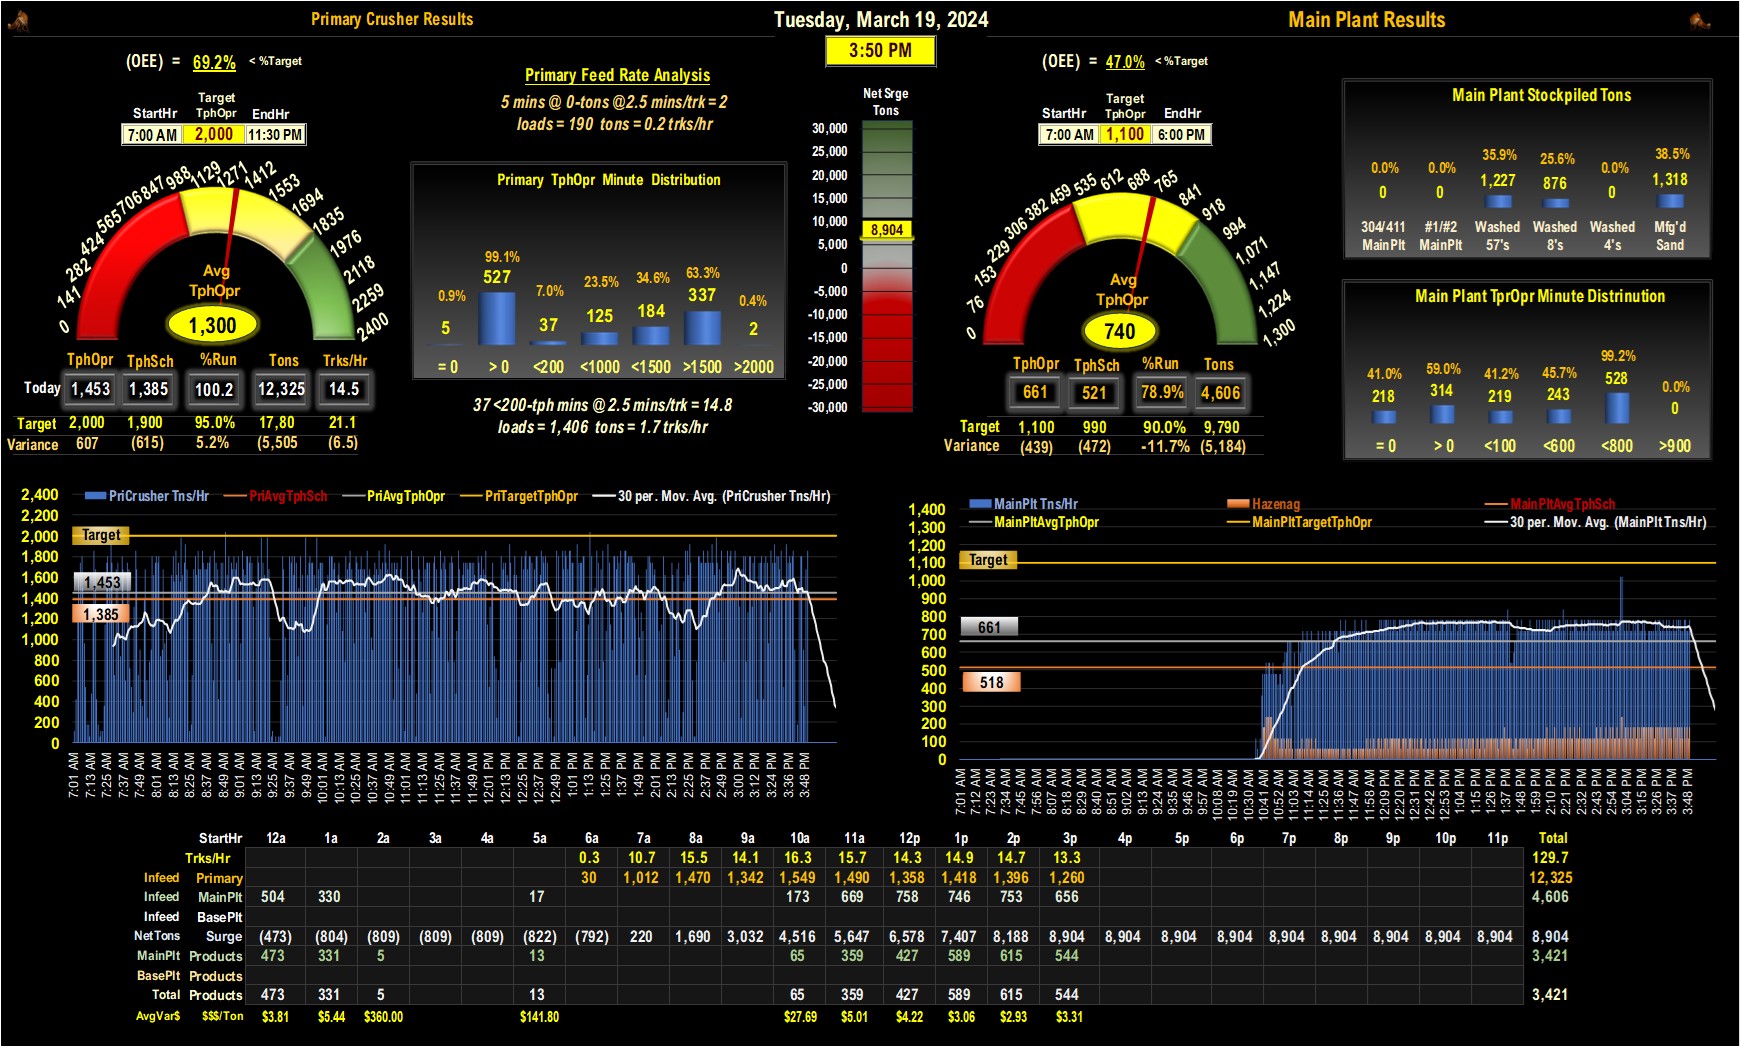 Primary Crusher Results
Tuesday, March 19, 2024
Main Plant Results
3:50 PM
(OEE) = 69.2% < %Target
StartHr Target TphOpr EndHr
7:00 AM 2,000 11:30 PM
0 141 282 424 565 706 847 988 1129 1271 1412 1553 1694 1835 1976 2118 2259 2400
Avg
TphOpr
1,300
TphOpr TphSch %Run Tons Trks/Hr
Today 1,453 1,385 100.2 12,325 14.5
Target 2,000 1,900 95.0% 17,80 21.1
Variance 607 (615) 5.2% (5,505 (6.5)
Primary Feed Rate Analysis
5 mins @ 0-tons @2.5 mins/trk = 2
loads = 190 tons = 0.2 trks/hr
Primary TphOpr Minute Distribution
0.9% 99.1% 7.0% 23.5% 34.6% 63.3% 0.4%
5 527 37 125 184 337 2
= 0 > 0 <200 <1000 <1500 >1500 >2000
37 <200-tph mins @ 2.5 mins/trk = 14.8
loads = 1,406 tons = 1.7 trks/hr
Net Srge
Tons
30,000
25,000
20,000
15,000
10,000
8,904
5,000
0
-5,000
-10,000
-15,000
-20,000
-25,000
-30,000
(OEE) = 47.0% < %Target
StartHr Target TphOpr EndHr
7:00 AM 1,100 6:00 PM
0 76 153 229 306 382 459 535 612 688 765 841 918 994 1,071 1,147 1,224 1,300
Avg
TphOpr
740
TphOpr TphSch %Run Tons
661 521 78.9% 4,606
Target 1,100 990 90.0% 9,790
Variance (439) (472) -11.7% (5,184)
Main Plant Stockpiled Tons
0.0% 0.0% 35.9% 25.6% 0.0% 38.5%
0 0 1,227 876 0 1,318
304/411 #1/#2 Washed Washed Washed Mfg'd
MainPlt MainPlt 57's 8's 4's Sand
Main Plant TprOpr Minute Distrinution
41.0% 59.0% 41.2% 45.7% 99.2% 0.0%
218 314 219 243 528 0
= 0 > 0 <100 <600 <800 >900
PriCrusher Tns/Hr PriAvgTphSch PriAvgTphOpr PriTargetTphOpr 30 per. Mov. Avg. (PriCrusher Tns/Hr)
2,400
2,200
2,000
1,800
1,600
1,400
1,200
1,000
800
600
400
200
0
Target
1,453
1,385
7:01 AM 7:13 AM 7:25 AM 7:37 AM 7:49 AM 8:01 AM 8:13 AM 8:25 AM 8:37 AM 8:49 AM 9:01 AM 9:13 AM 9:25 AM 9:37 AM 9:49 AM 10:01 AM 10:13 AM 10:25 AM 10:37 AM 10:49 AM 11:01 AM 11:13 AM 11:25 AM 11:37 AM 11:49 AM 12:01 PM 12:13 PM 12:25 PM 12:49 PM 1:01 PM 1:13 PM 1:25 PM 1:37 PM 1:49 PM 2:01 PM 2:13 PM 2:25 PM 2:37 PM 2:49 PM 3:00 PM 3:12 PM 3:24 PM 3:36 PM 3:48 PM
MainPlt Tns/Hr Hazenag MainPltAvgTphSch
MainPltAvgTphOpr MainPltTargetTphOpr 30 per. Mov. Avg. (MainPlt Tns/Hr)
1,400
1,300
1,200
1,100
1,000
900
800
700
600
500
400
300
200
100
0
Target
661
518
7:01 AM 7:12 AM 7:23 AM 7:34 AM 7:45 AM 7:56 AM 8:07 AM 8:18 AM 8:29 AM 8:40 AM 8:51 AM 9:02 AM 9:13 AM 9:24 AM 9:35 AM 9:46 AM 9:57 AM 10:08 AM 10:19 AM 10:30 AM 10:41 AM 10:52 AM 11:03 AM 11:14 AM 11:25 AM 11:36 AM 11:47 AM 11:58 AM 12:09 PM 12:20 PM 12:31 PM 12:42 PM 12:53 PM 1:04 PM 1:15 PM 1:26 PM 1:37 PM 1:48 PM 1:59 PM 2:10 PM 2:21 PM 2:32 PM 2:43 PM 2:54 PM 3:04 PM 3:15 PM 3:26 PM 3:37 PM 3:48 PM
StartHr 12a 1a 2a 3a 4a 5a 6a 7a 8a 9a 10a 11a 12p 1p 2p 3p 4p 5p 6p 7p 8p 9p 10p 11p Total
Trks/Hr 0.3 10.7 15.5 14.1 16.3 15.7 14.3 14.9 14.7 13.3 129.7
Infeed Primary 30 1,012 1,470 1,342 1,549 1,490 1,358 1,418 1,396 1,260 12,325
Infeed MainPlt 504 330 17 173 669 758 746 753 656 4,606
Infeed BasePlt
NetTons Surge (473) (804) (809) (809) (809) (822) (792) 220 1,690 3,032 4,516 5,647 6,578 7,407 8,188 8,904 8,904 8,904 8,904 8,904 8,904 8,904 8,904 8,904 8,904
MainPlt Products 473 331 5 13 65 359 427 589 615 544 3,421
BasePlt Products
Total Products 473 331 5 13 65 359 427 589 615 544 3,421
AvgVar$ $$$/Ton $3.81 $5.44 $360.00 $141.80 $27.69 $5.01 $4.22 $3.06 $2.93 $3.31